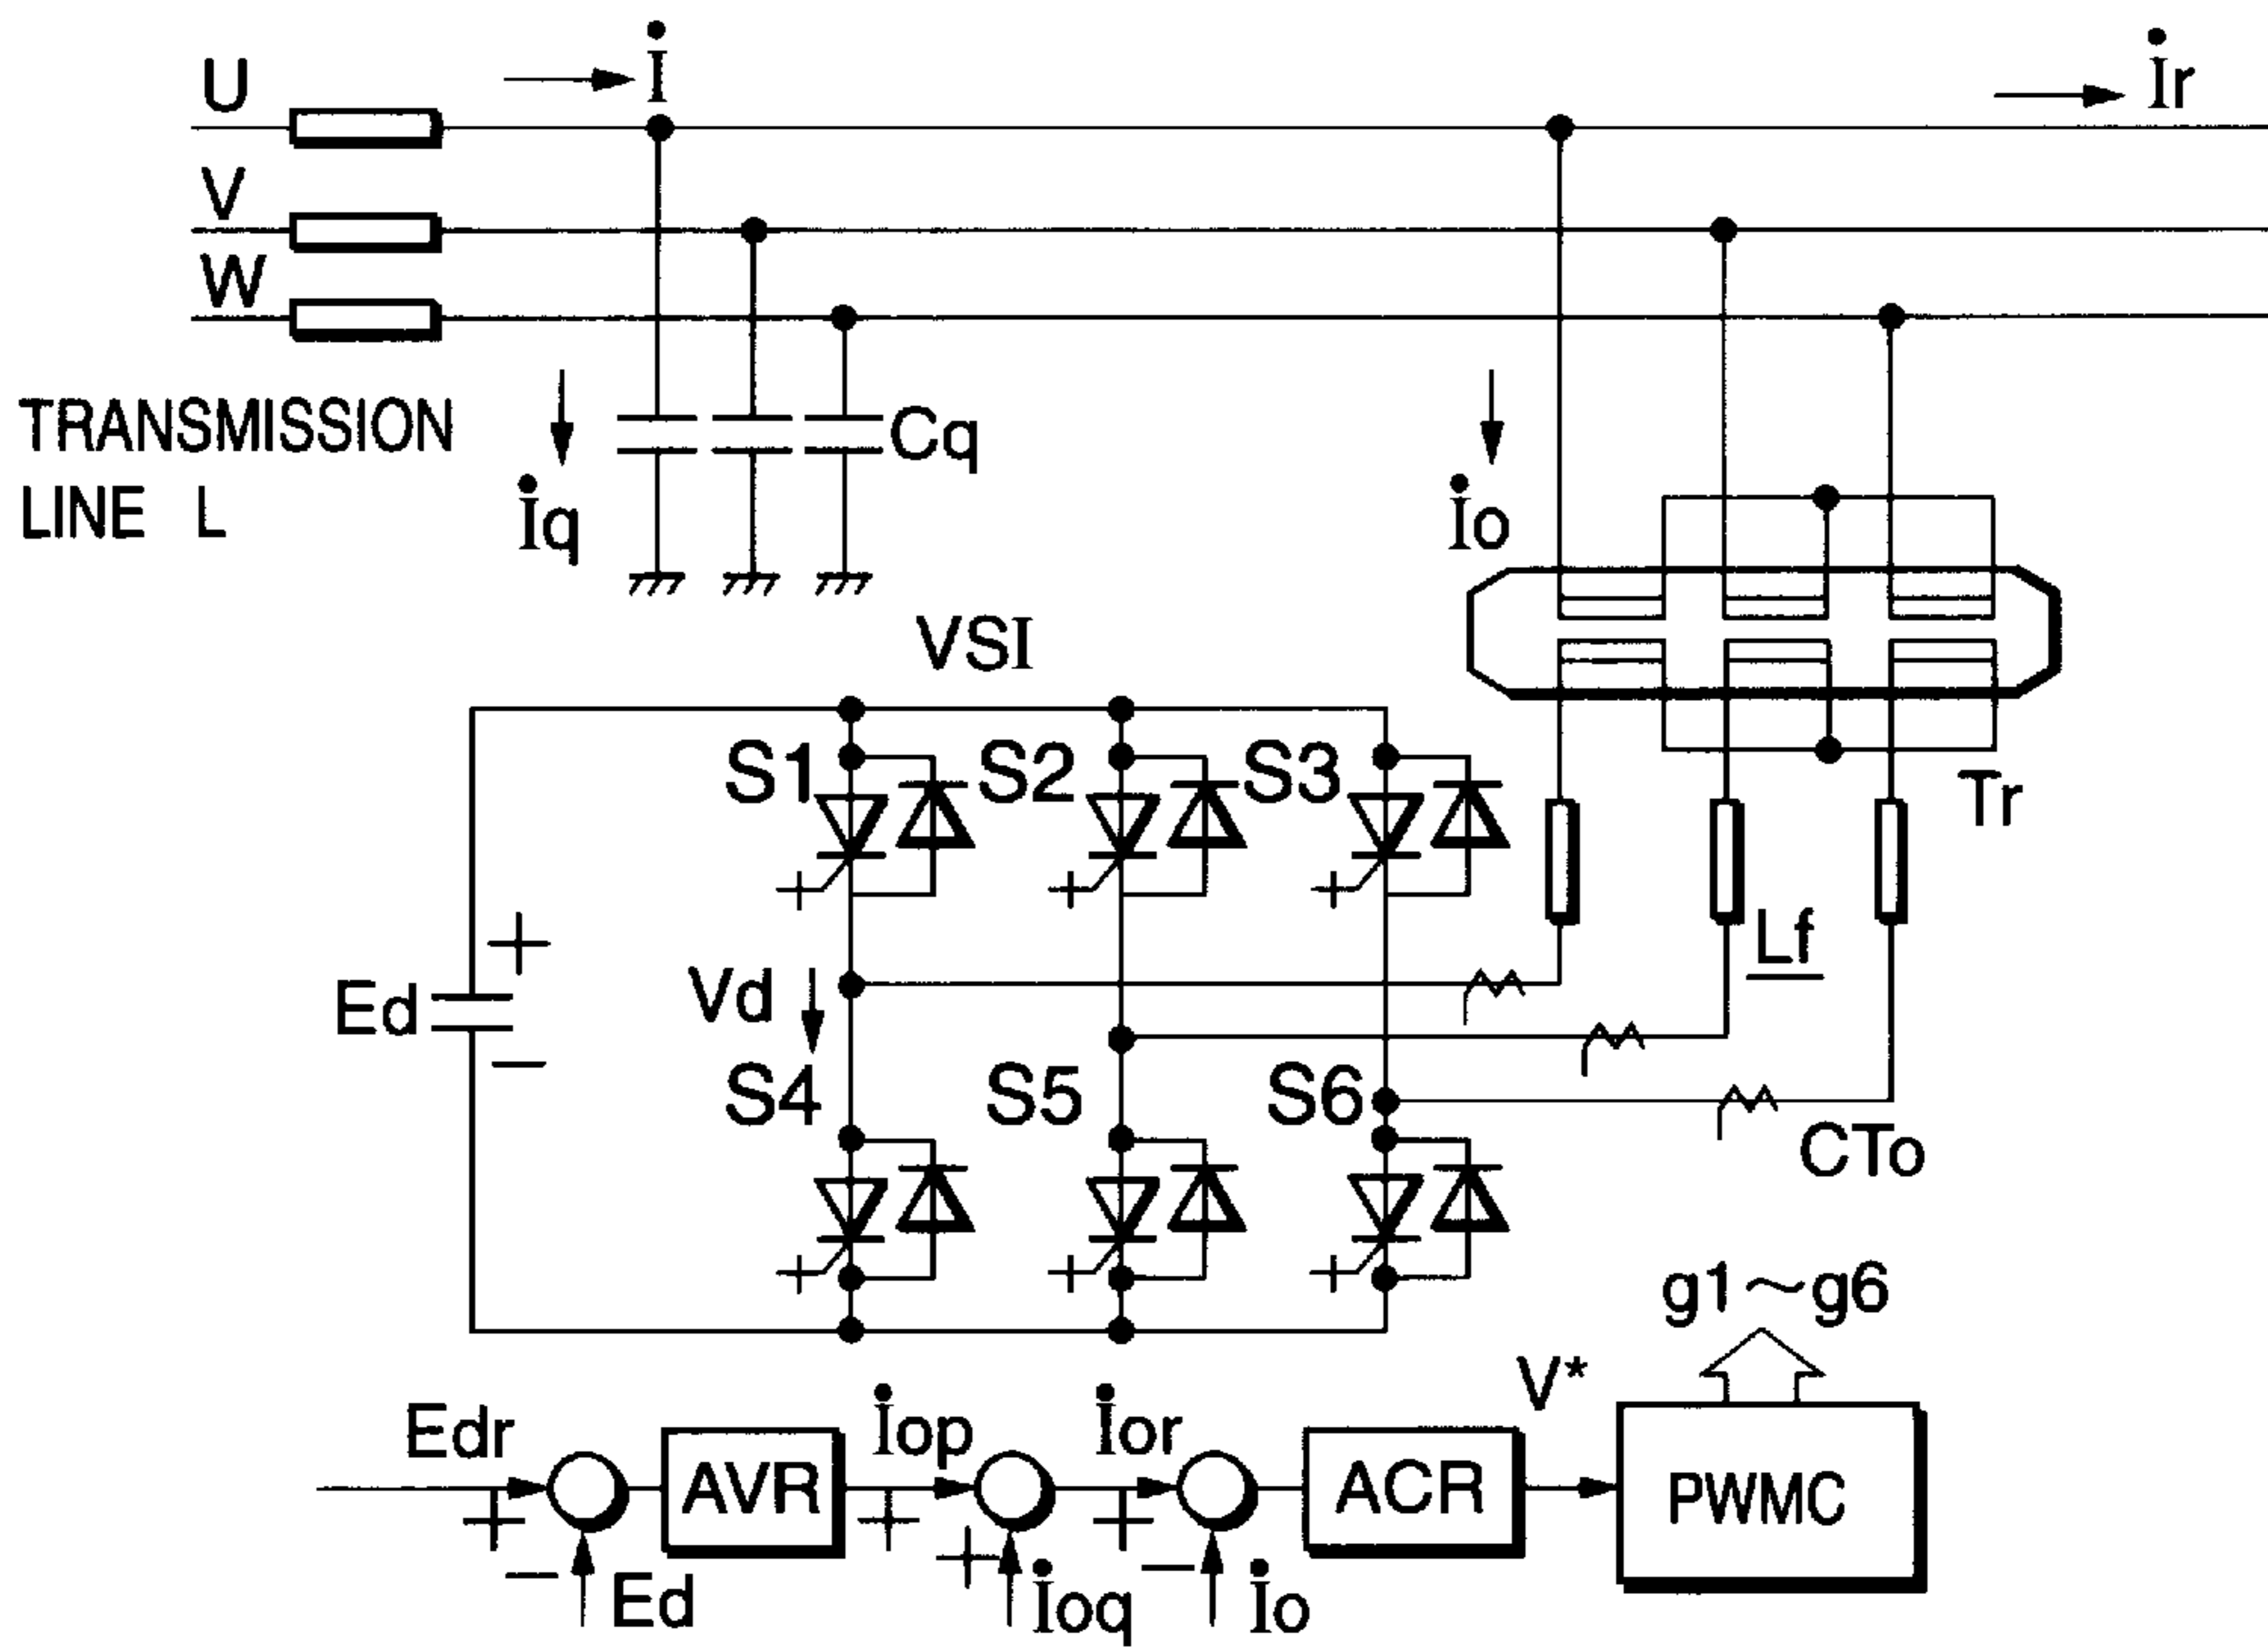 U
i
ir
V
W
TRANSMISSION
LINE L
iq
Cq
io
VSI
S1
S2
S3
Tr
+
+
+
Lf
+
Ed
−
Vd
S4
S5
S6
CTo
+
+
+
g1～g6
V*
Edr
iop
ior
AVR
ACR
PWMC
+
+
+
−
+
−
Ed
ioq
io